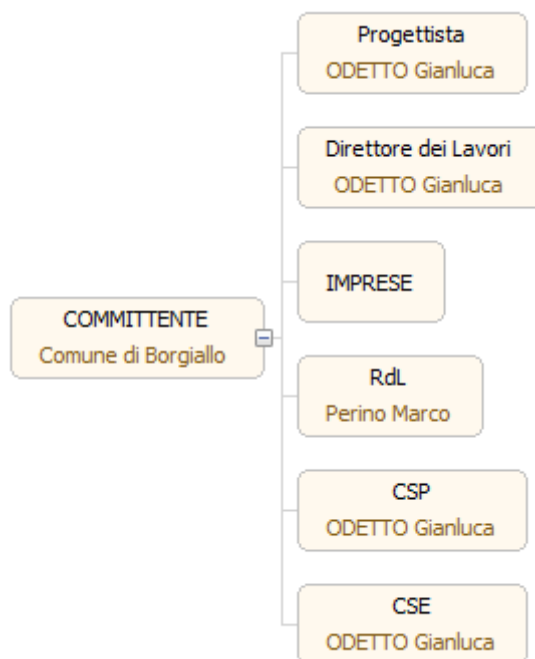 Progettista
ODETTO Gianluca
Direttore dei Lavori
ODETTO Gianluca
IMPRESE
COMMITTENTE
Comune di Borgiallo
RdL
Perino Marco
CSP
ODETTO Gianluca
CSE
ODETTO Gianluca